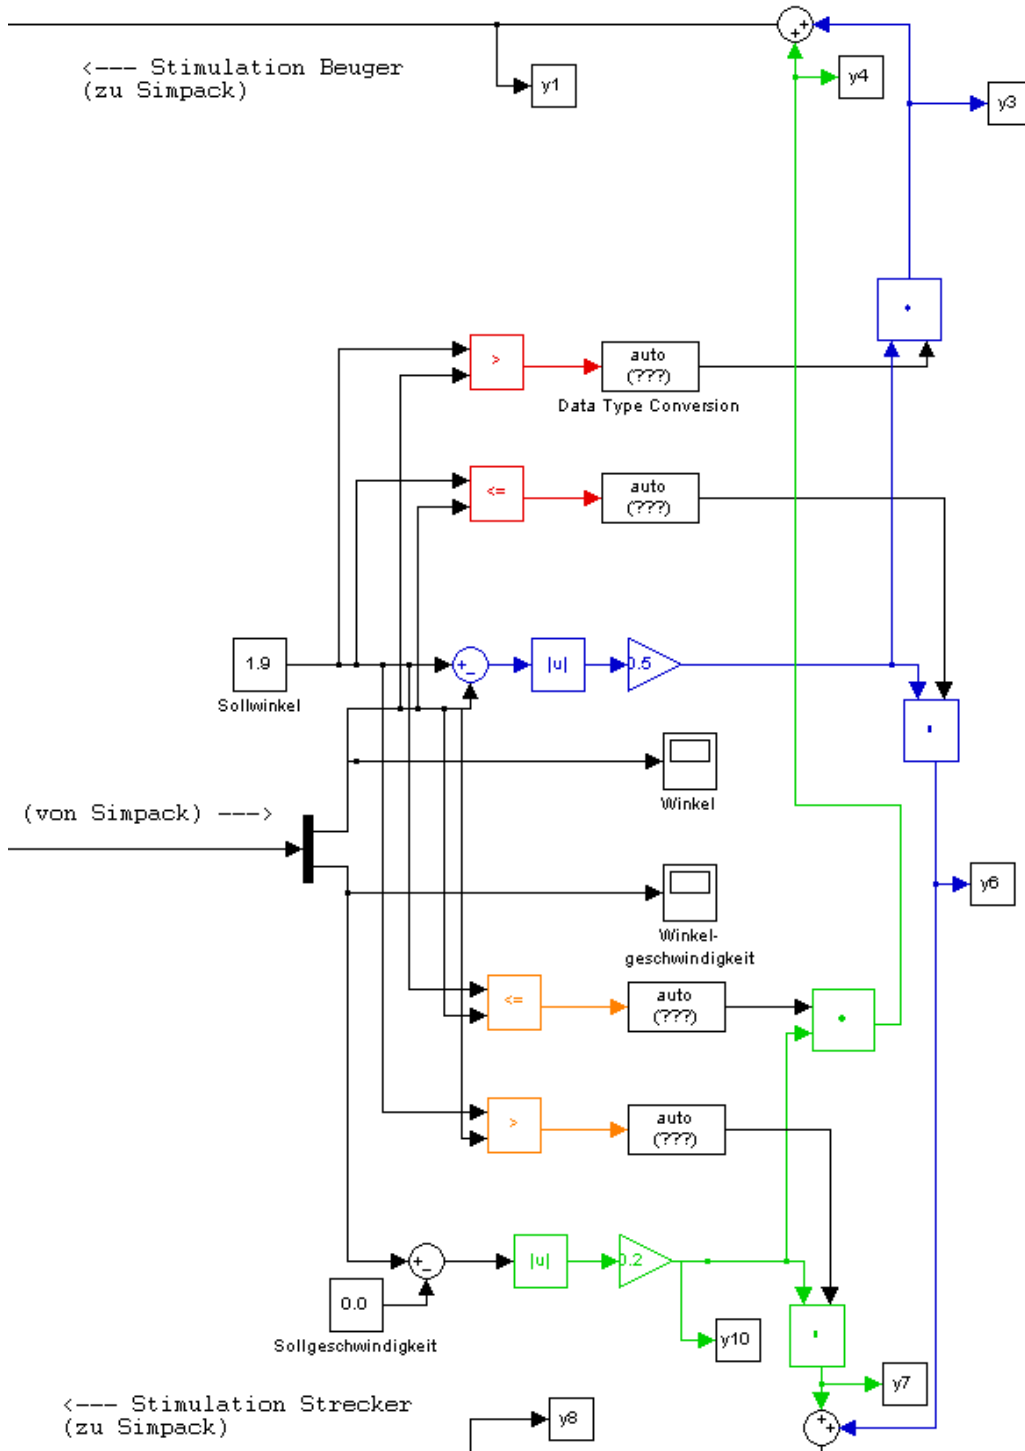 <--- Stimulation Beuger
(zu Simpack)
y1
y4
y3
>
auto
(???)
Data Type Conversion
<=
auto
(???)
1.9
Sollwinkel
|u|
0.5
Winkel
(von Simpack) --->
y6
Winkel-
geschwindigkeit
<=
auto
(???)
>
auto
(???)
|u|
0.2
0.0
Sollgeschwindigkeit
y10
y7
<--- Stimulation Strecker
(zu Simpack)
y8